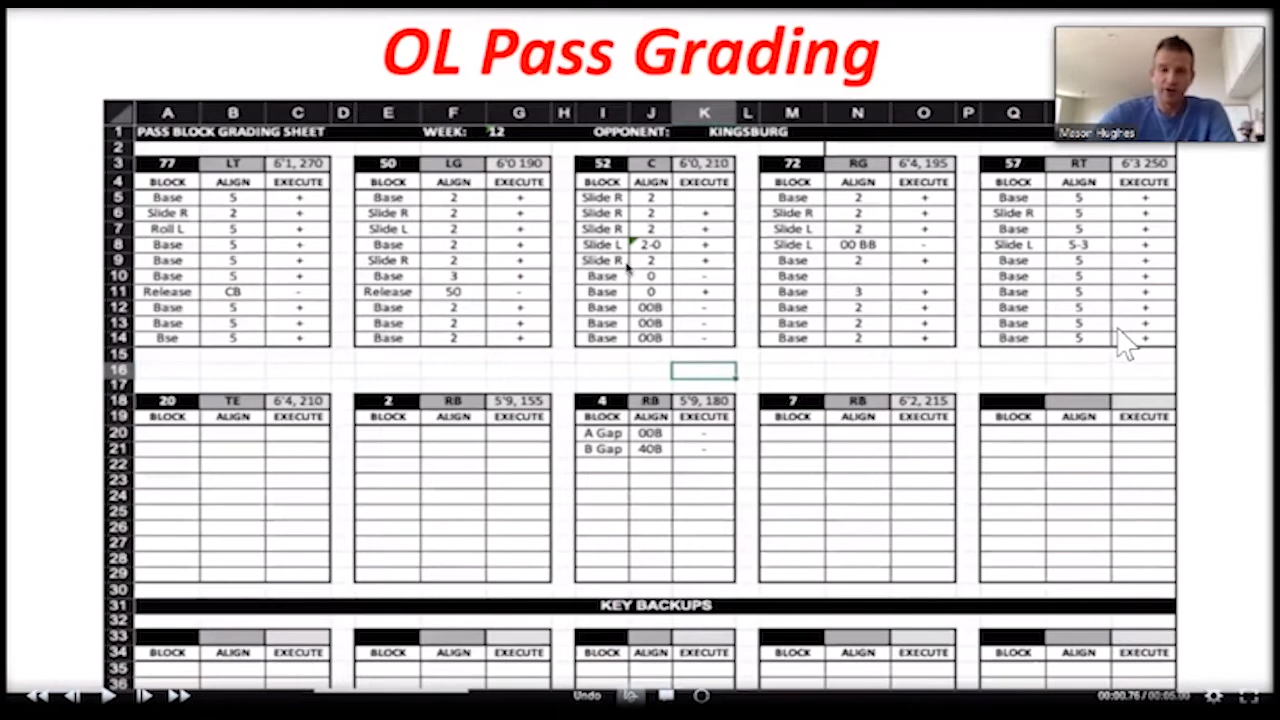 OL Pass Grading
Mason Hughes
A B C D E F G H I J K L M N O P Q
1 PASS BLOCK GRADING SHEET WEEK: 12 OPPONENT: KINGSBURG
2
3 77 LT 6'1, 270 50 LG 6'0 190 52 C 6'0, 210 72 RG 6'4, 195 57 RT 6'3 250
4 BLOCK ALIGN EXECUTE BLOCK ALIGN EXECUTE BLOCK ALIGN EXECUTE BLOCK ALIGN EXECUTE BLOCK ALIGN EXECUTE
5 Base 5 + Base 2 + Slide R 2 Base 2 + Base 5 +
6 Slide R 2 + Slide R 2 + Slide R 2 + Slide R 2 + Slide R 5 +
7 Roll L 5 + Slide L 2 + Slide R 2 + Slide L 2 + Base 5 +
8 Base 5 + Base 2 + Slide L 2-0 + Slide L 00 BB - Slide L 5-3 +
9 Base 5 + Slide R 2 + Slide R 2 + Base 2 + Base 5 +
10 Base 5 + Base 3 + Base 0 - Base Base 5 +
11 Release CB - Release 50 - Base 0 + Base 3 + Base 5 +
12 Base 5 + Base 2 + Base 00B - Base 2 + Base 5 +
13 Base 5 + Base 2 + Base 00B - Base 2 + Base 5 +
14 Bse 5 + Base 2 + Base 00B - Base 2 + Base 5 +
15
16
17
18 20 TE 6'4, 210 2 RB 5'9, 155 4 RB 5'9, 180 7 RB 6'2, 215
19 BLOCK ALIGN EXECUTE BLOCK ALIGN EXECUTE BLOCK ALIGN EXECUTE BLOCK ALIGN EXECUTE BLOCK ALIGN EXECUTE
20 A Gap 00B -
21 B Gap 40B -
22
23
24
25
26
27
28
29
30
31 KEY BACKUPS
32
33
34 BLOCK ALIGN EXECUTE BLOCK ALIGN EXECUTE BLOCK ALIGN EXECUTE BLOCK ALIGN EXECUTE BLOCK ALIGN EXECUTE
35
36
Undo 00:00.76 / 00:05.00